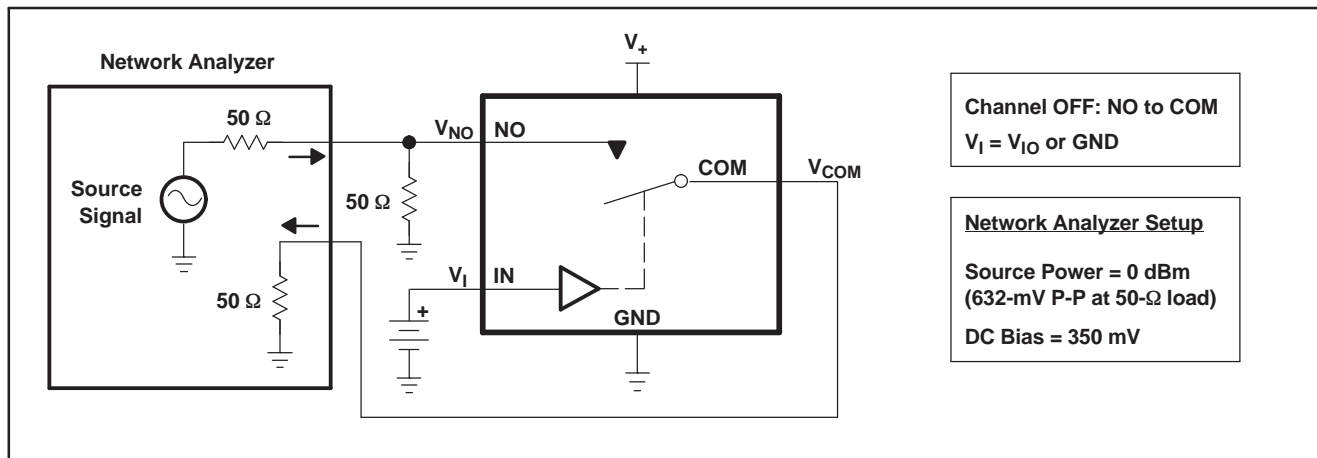 Network Analyzer
50 Ω
Source
Signal
50 Ω
50 Ω
V+
VNO
NO
COM
VCOM
VI
IN
+
GND
Channel OFF: NO to COM
VI = VIO or GND
Network Analyzer Setup
Source Power = 0 dBm
(632-mV P-P at 50-Ω load)
DC Bias = 350 mV